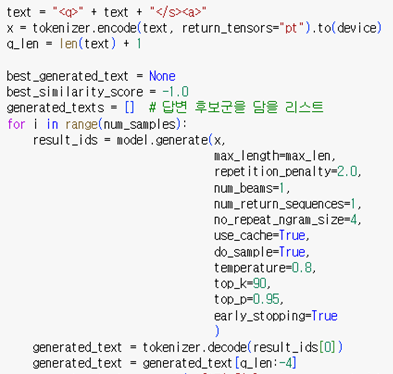 text = "<q>" + text + "</s><a>"
x = tokenizer.encode(text, return_tensors="pt").to(device)
q_len = len(text) + 1

best_generated_text = None
best_similarity_score = -1.0
generated_texts = []  # 답변 후보군을 담을 리스트
for i in range(num_samples):
    result_ids = model.generate(x,
                                max_length=max_len,
                                repetition_penalty=2.0,
                                num_beams=1,
                                num_return_sequences=1,
                                no_repeat_ngram_size=4,
                                use_cache=True,
                                do_sample=True,
                                temperature=0.8,
                                top_k=90,
                                top_p=0.95,
                                early_stopping=True
                                )
    generated_text = tokenizer.decode(result_ids[0])
    generated_text = generated_text[q_len:-4]